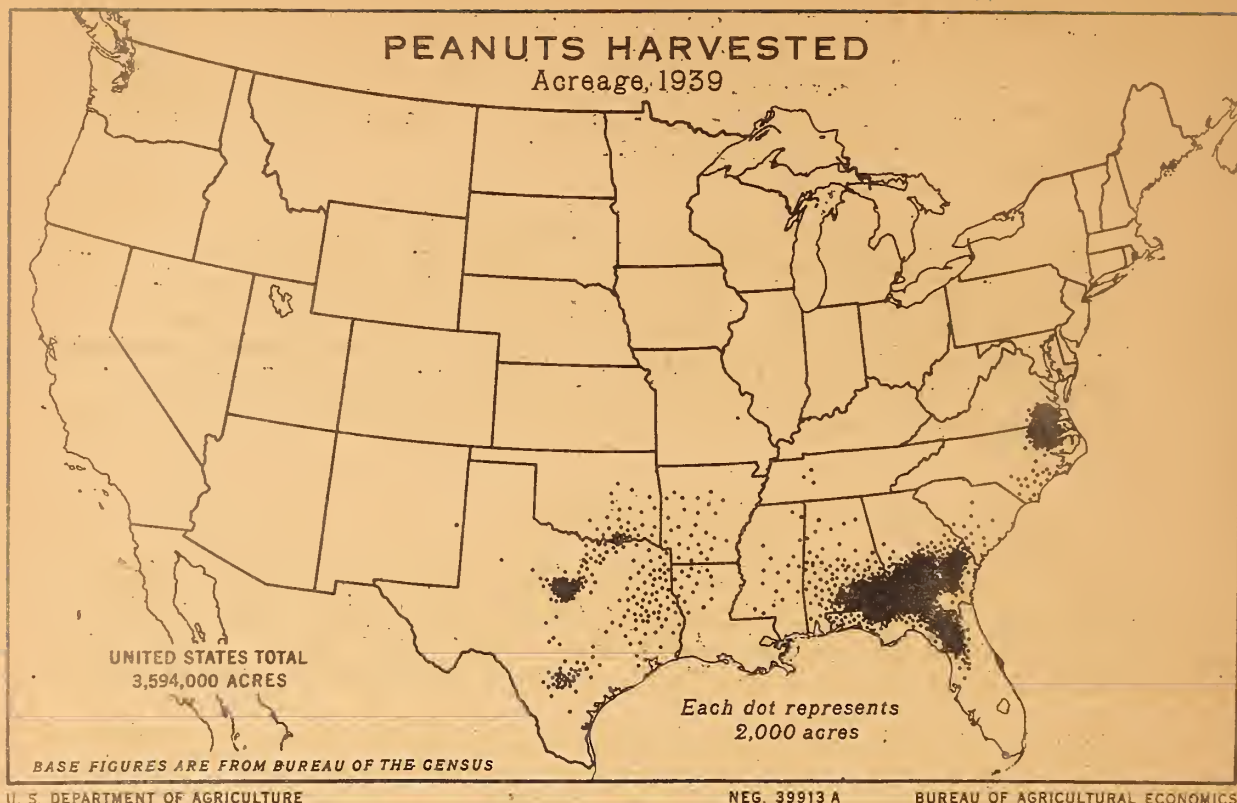 PEANUTS HARVESTED
Acreage, 1939
UNITED STATES TOTAL
3,594,000 ACRES
Each dot represents
2,000 acres
BASE FIGURES ARE FROM BUREAU OF THE CENSUS
U. S. DEPARTMENT OF AGRICULTURE NEG. 39913 A BUREAU OF AGRICULTURAL ECONOMICS